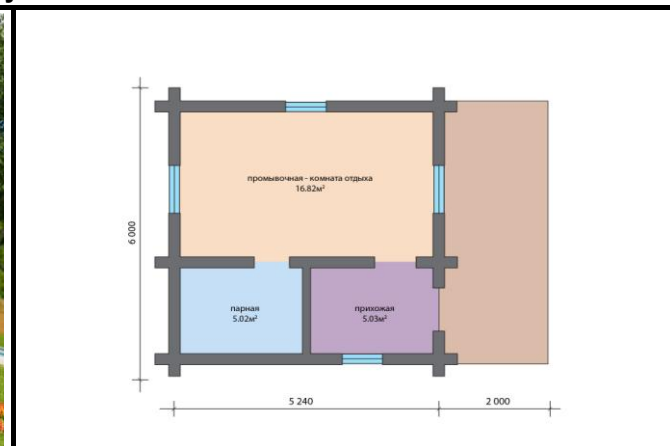 промывочная - комната отдыха
16.82м²
6 000
парная
5.02м²
прихожая
5.03м²
5 240
2 000